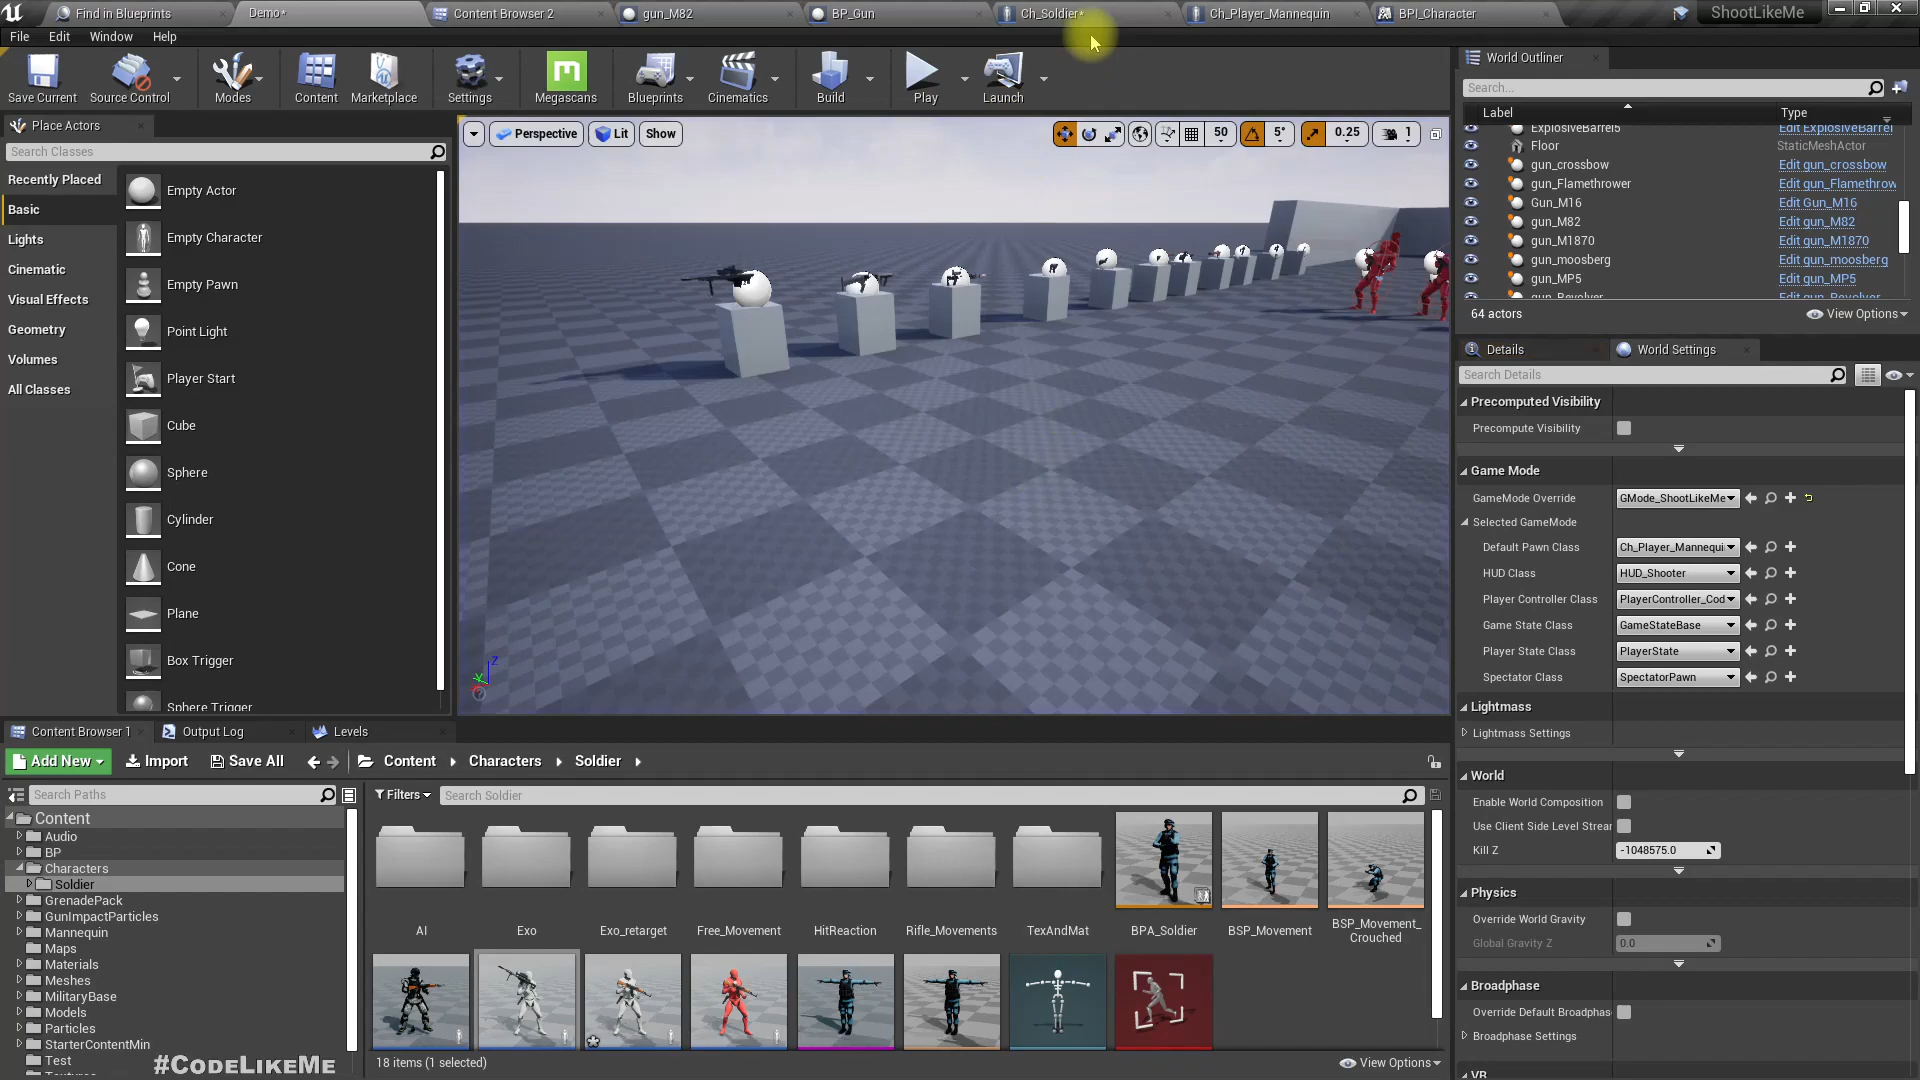 Find in Blueprints
Demo*
Content Browser 2
gun_M82
BP_Gun
Ch_Soldier*
Ch_Player_Mannequin
BPI_Character
ShootLikeMe
File Edit Window Help
Save Current
Source Control
Modes
Content
Marketplace
Settings
Megascans
Blueprints
Cinematics
Build
Play
Launch
Place Actors
Search Classes
Recently Placed
Basic
Lights
Cinematic
Visual Effects
Geometry
Volumes
All Classes
Empty Actor
Empty Character
Empty Pawn
Point Light
Player Start
Cube
Sphere
Cylinder
Cone
Plane
Box Trigger
Sphere Trigger
Perspective Lit Show
50 5° 0.25 1
Z
World Outliner
Search...
Label Type
ExplosiveBarrel5 Edit ExplosiveBarrel
Floor StaticMeshActor
gun_crossbow Edit gun_crossbow
gun_Flamethrower Edit gun_Flamethrow
Gun_M16 Edit Gun_M16
gun_M82 Edit gun_M82
gun_M1870 Edit gun_M1870
gun_moosberg Edit gun_moosberg
gun_MP5 Edit gun_MP5
gun_Revolver Edit gun_Revolver
64 actors View Options
Details World Settings
Search Details
Precomputed Visibility
Precompute Visibility
Game Mode
GameMode Override GMode_ShootLikeMe
Selected GameMode
Default Pawn Class Ch_Player_Mannequi
HUD Class HUD_Shooter
Player Controller Class PlayerController_Cod
Game State Class GameStateBase
Player State Class PlayerState
Spectator Class SpectatorPawn
Lightmass
Lightmass Settings
World
Enable World Composition
Use Client Side Level Strear
Kill Z -1048575.0
Physics
Override World Gravity
Global Gravity Z 0.0
Broadphase
Override Default Broadphas
Broadphase Settings
VR
Content Browser 1 Output Log Levels
Add New Import Save All Content Characters Soldier
Search Paths
Filters Search Soldier
Content
Audio
BP
Characters
Soldier
GrenadePack
GunImpactParticles
Mannequin
Maps
Materials
Meshes
MilitaryBase
Models
Particles
StarterContentMin
Test
AI
Exo
Exo_retarget
Free_Movement
HitReaction
Rifle_Movements
TexAndMat
BPA_Soldier
BSP_Movement
BSP_Movement_
Crouched
18 items (1 selected) View Options
#CodeLikeMe